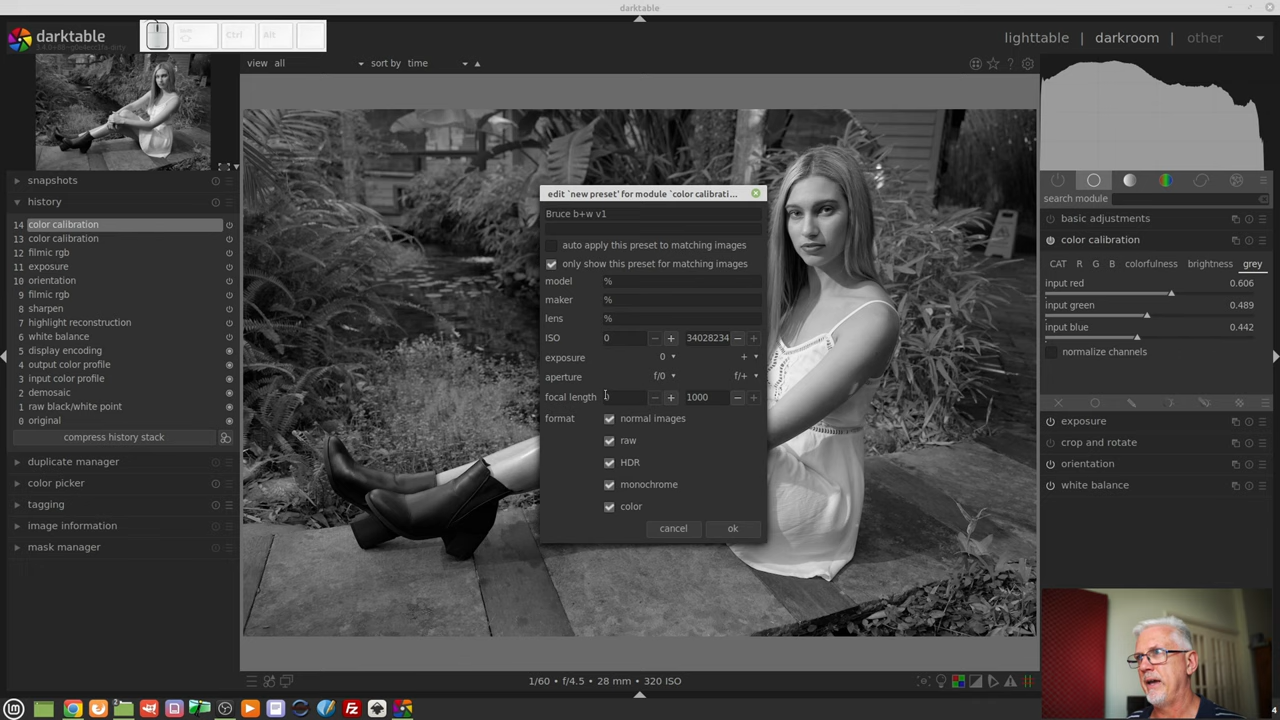 darktable
darktable
Ctrl
Alt
lighttable | darkroom | other
view all
sort by time
snapshots
history
14 color calibration
13 color calibration
12 filmic rgb
11 exposure
10 orientation
9 filmic rgb
8 sharpen
7 highlight reconstruction
6 white balance
5 display encoding
4 output color profile
3 input color profile
2 demosaic
1 raw black/white point
0 original
compress history stack
duplicate manager
color picker
tagging
image information
mask manager
edit `new preset' for module `color calibrati...
Bruce b+w v1
auto apply this preset to matching images
only show this preset for matching images
model %
maker %
lens %
ISO 0 − + 34028234 − +
exposure 0 +
aperture f/0 f/+
focal length 0 − + 1000 − +
format normal images
raw
HDR
monochrome
color
cancel ok
1/60 • f/4.5 • 28 mm • 320 ISO
search module
basic adjustments
color calibration
CAT R G B colorfulness brightness grey
input red 0.606
input green 0.489
input blue 0.442
normalize channels
exposure
crop and rotate
orientation
white balance